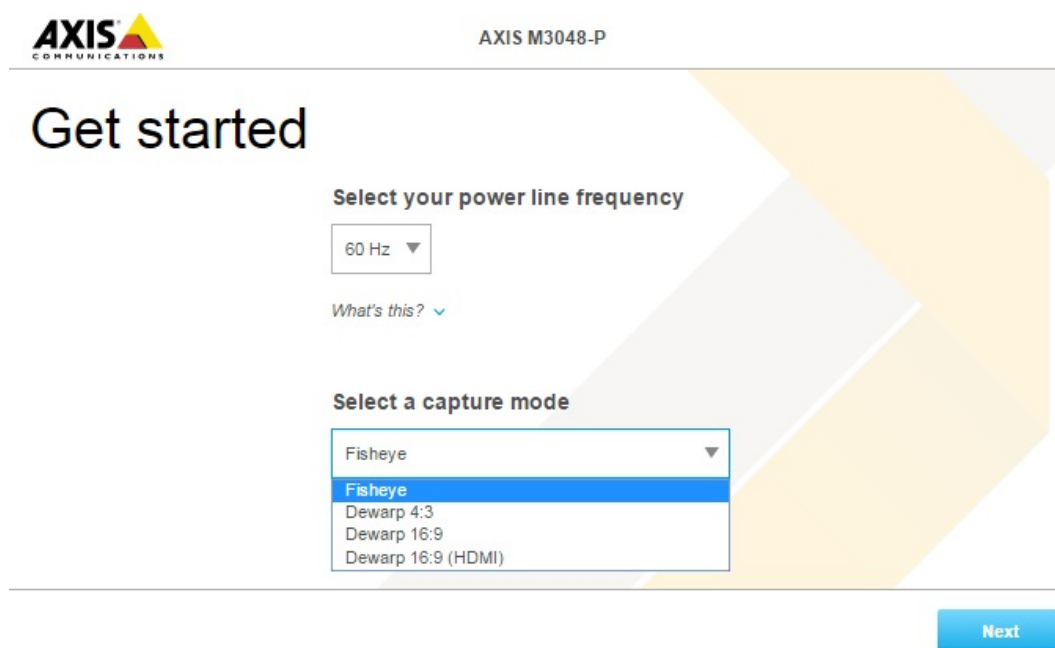 AXIS
COMMUNICATIONS
AXIS M3048-P
Get started
Select your power line frequency
60 Hz
What's this?
Select a capture mode
Fisheye
Fisheye
Dewarp 4:3
Dewarp 16:9
Dewarp 16:9 (HDMI)
Next